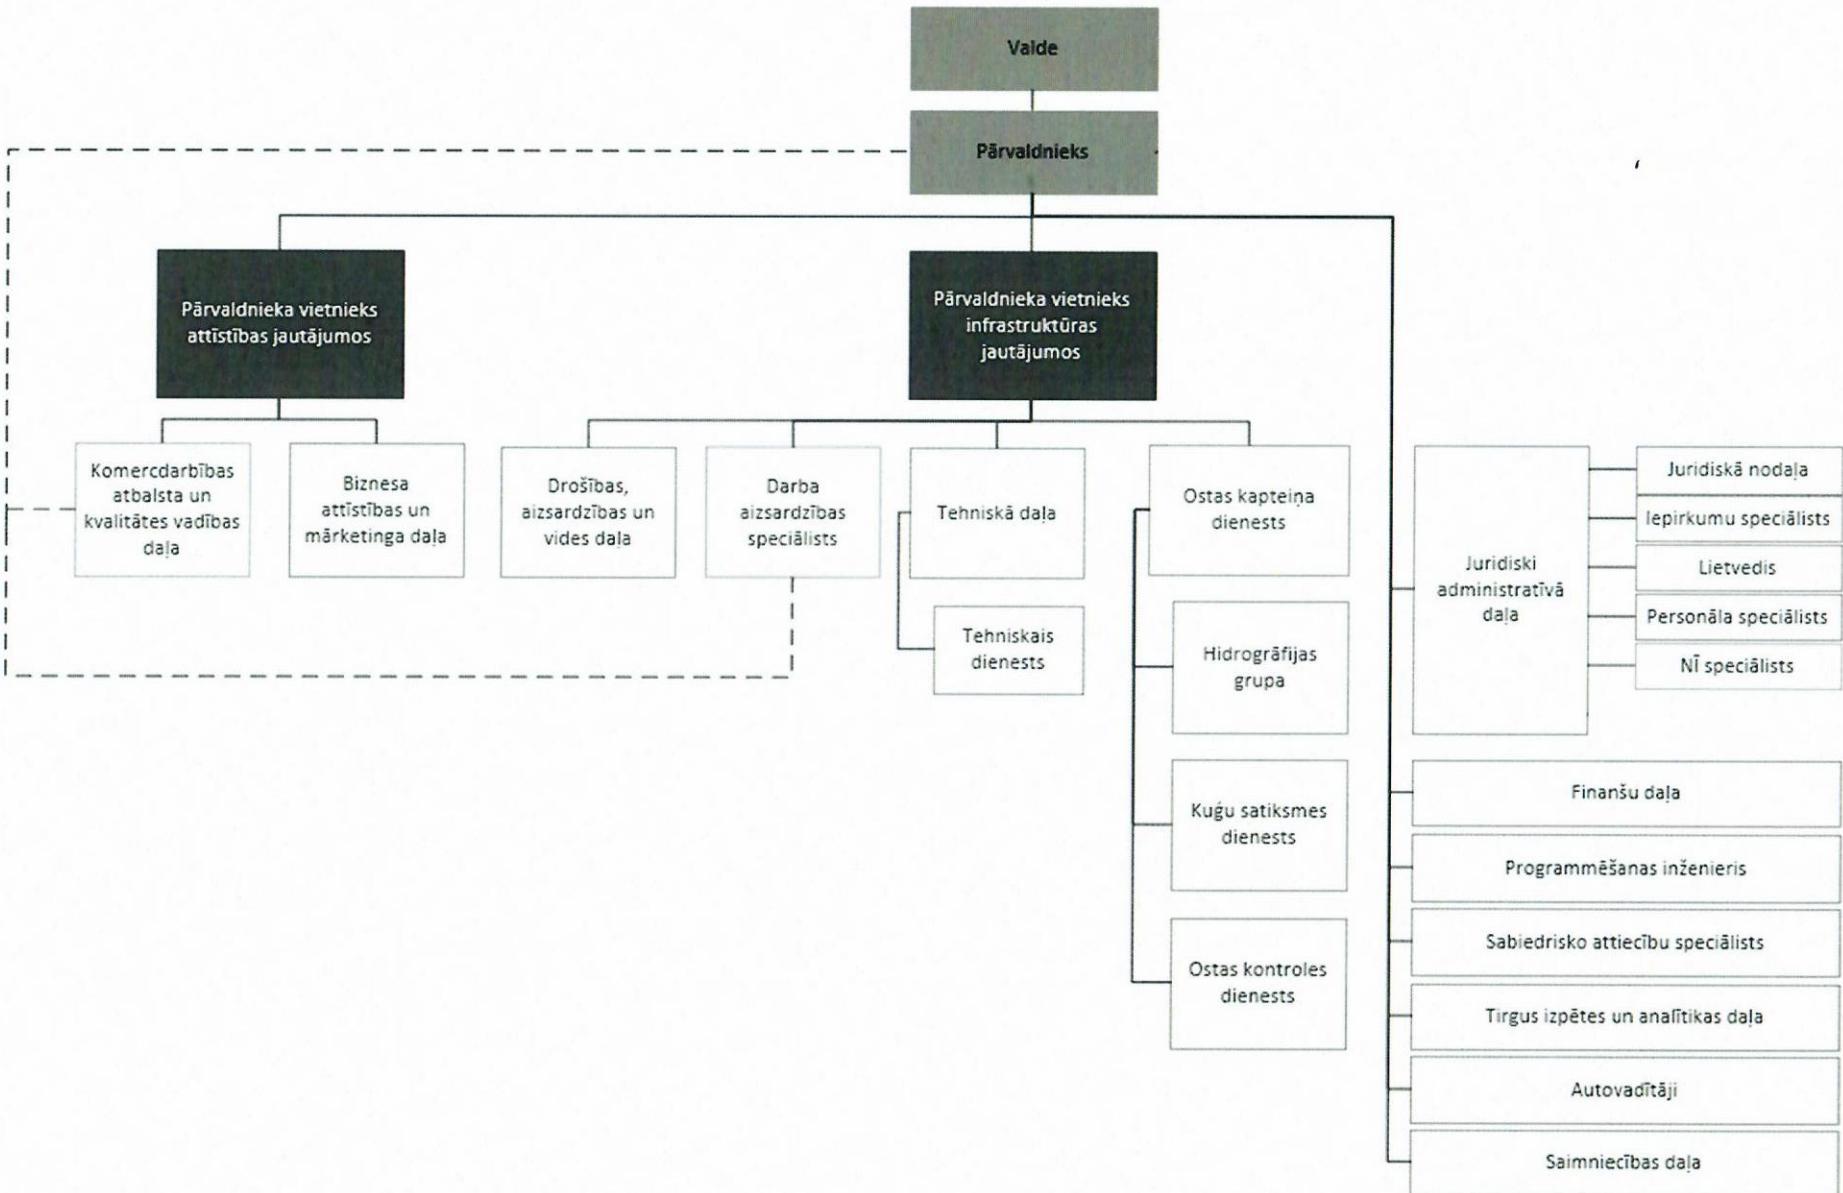 Valde
Pārvaldnieks
Pārvaldnieka vietnieks
attīstības jautājumos
Pārvaldnieka vietnieks
infrastruktūras
jautājumos
Komercdarbības
atbalsta un
kvalitātes vadības
daļa
Biznesa
attīstības un
mārketinga daļa
Drošības,
aizsardzības un
vides daļa
Darba
aizsardzības
speciālists
Tehniskā daļa
Tehniskais
dienests
Ostas kapteiņa
dienests
Hidrogrāfijas
grupa
Kuģu satiksmes
dienests
Ostas kontroles
dienests
Juridiski
administratīvā
daļa
Juridiskā nodaļa
Iepirkumu speciālists
Lietvedis
Personāla speciālists
NĪ speciālists
Finanšu daļa
Programmēšanas inženieris
Sabiedrisko attiecību speciālists
Tirgus izpētes un analītikas daļa
Autovadītāji
Saimniecības daļa